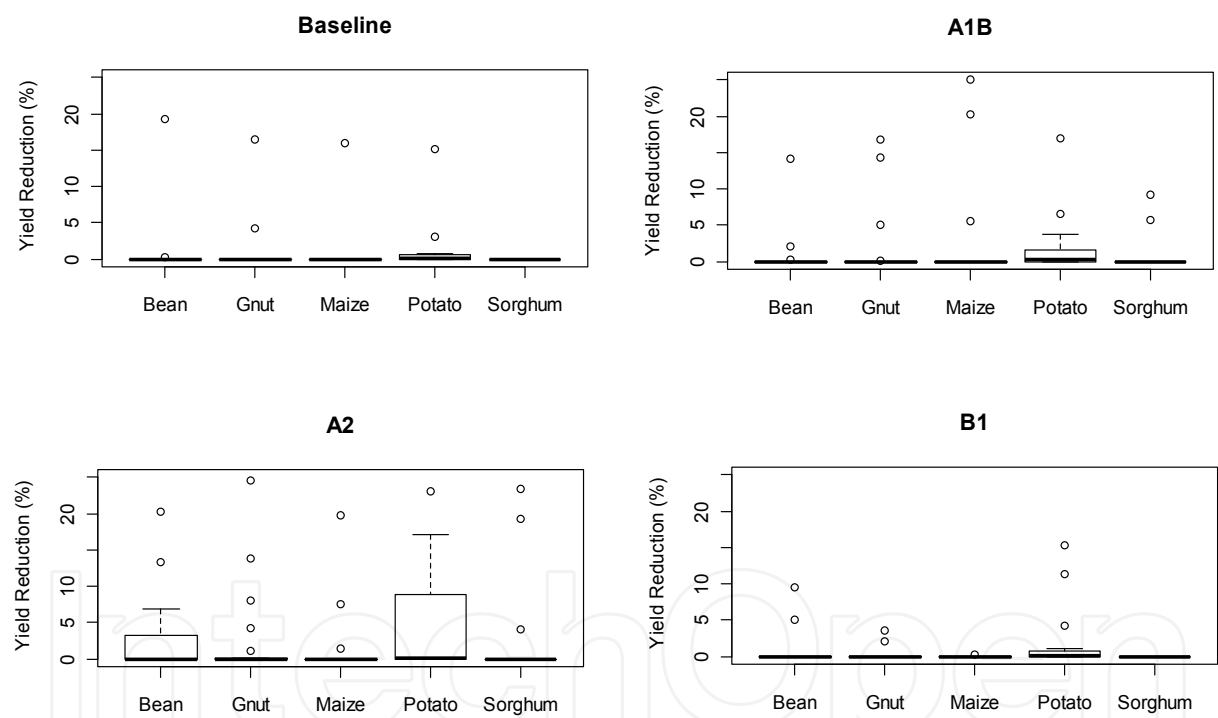 Baseline
Yield Reduction (%)
0 5 10 20
Bean Gnut Maize Potato Sorghum
A1B
Yield Reduction (%)
0 5 10 20
Bean Gnut Maize Potato Sorghum
A2
Yield Reduction (%)
0 5 10 20
Bean Gnut Maize Potato Sorghum
B1
Yield Reduction (%)
0 5 10 20
Bean Gnut Maize Potato Sorghum
IntechOpen